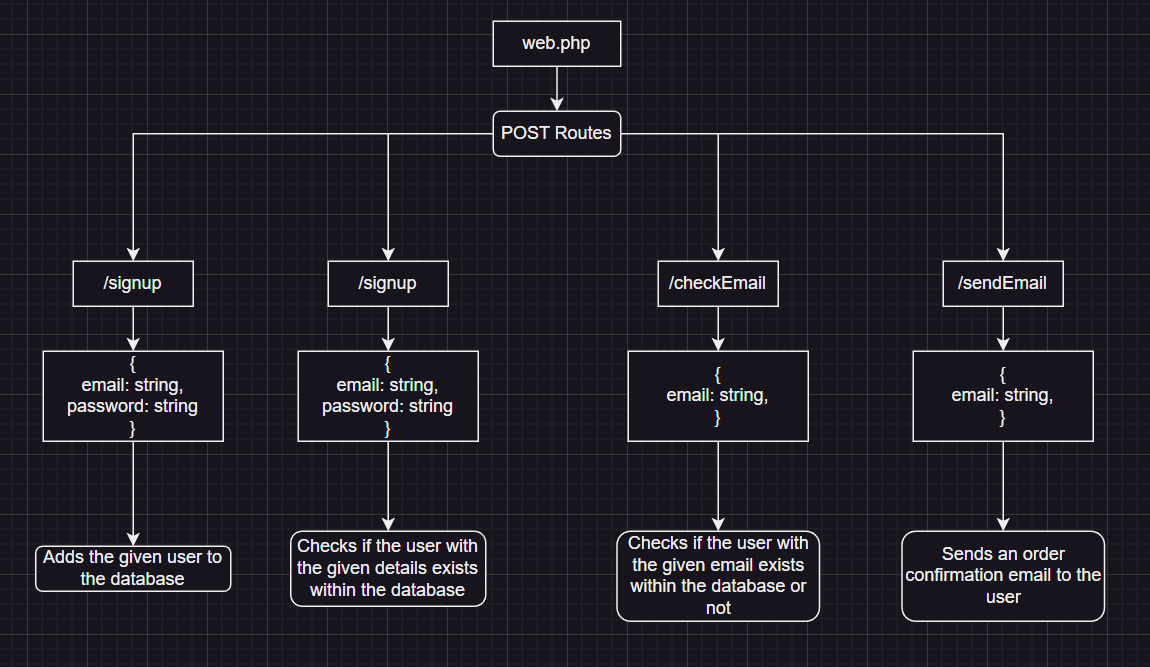 web.php
POST Routes
/signup
/signup
/checkEmail
/sendEmail
{
email: string,
password: string
}
{
email: string,
password: string
}
{
email: string,
}
{
email: string,
}
Adds the given user to
the database
Checks if the user with
the given details exists
within the database
Checks if the user with
the given email exists
within the database or
not
Sends an order
confirmation email to the
user